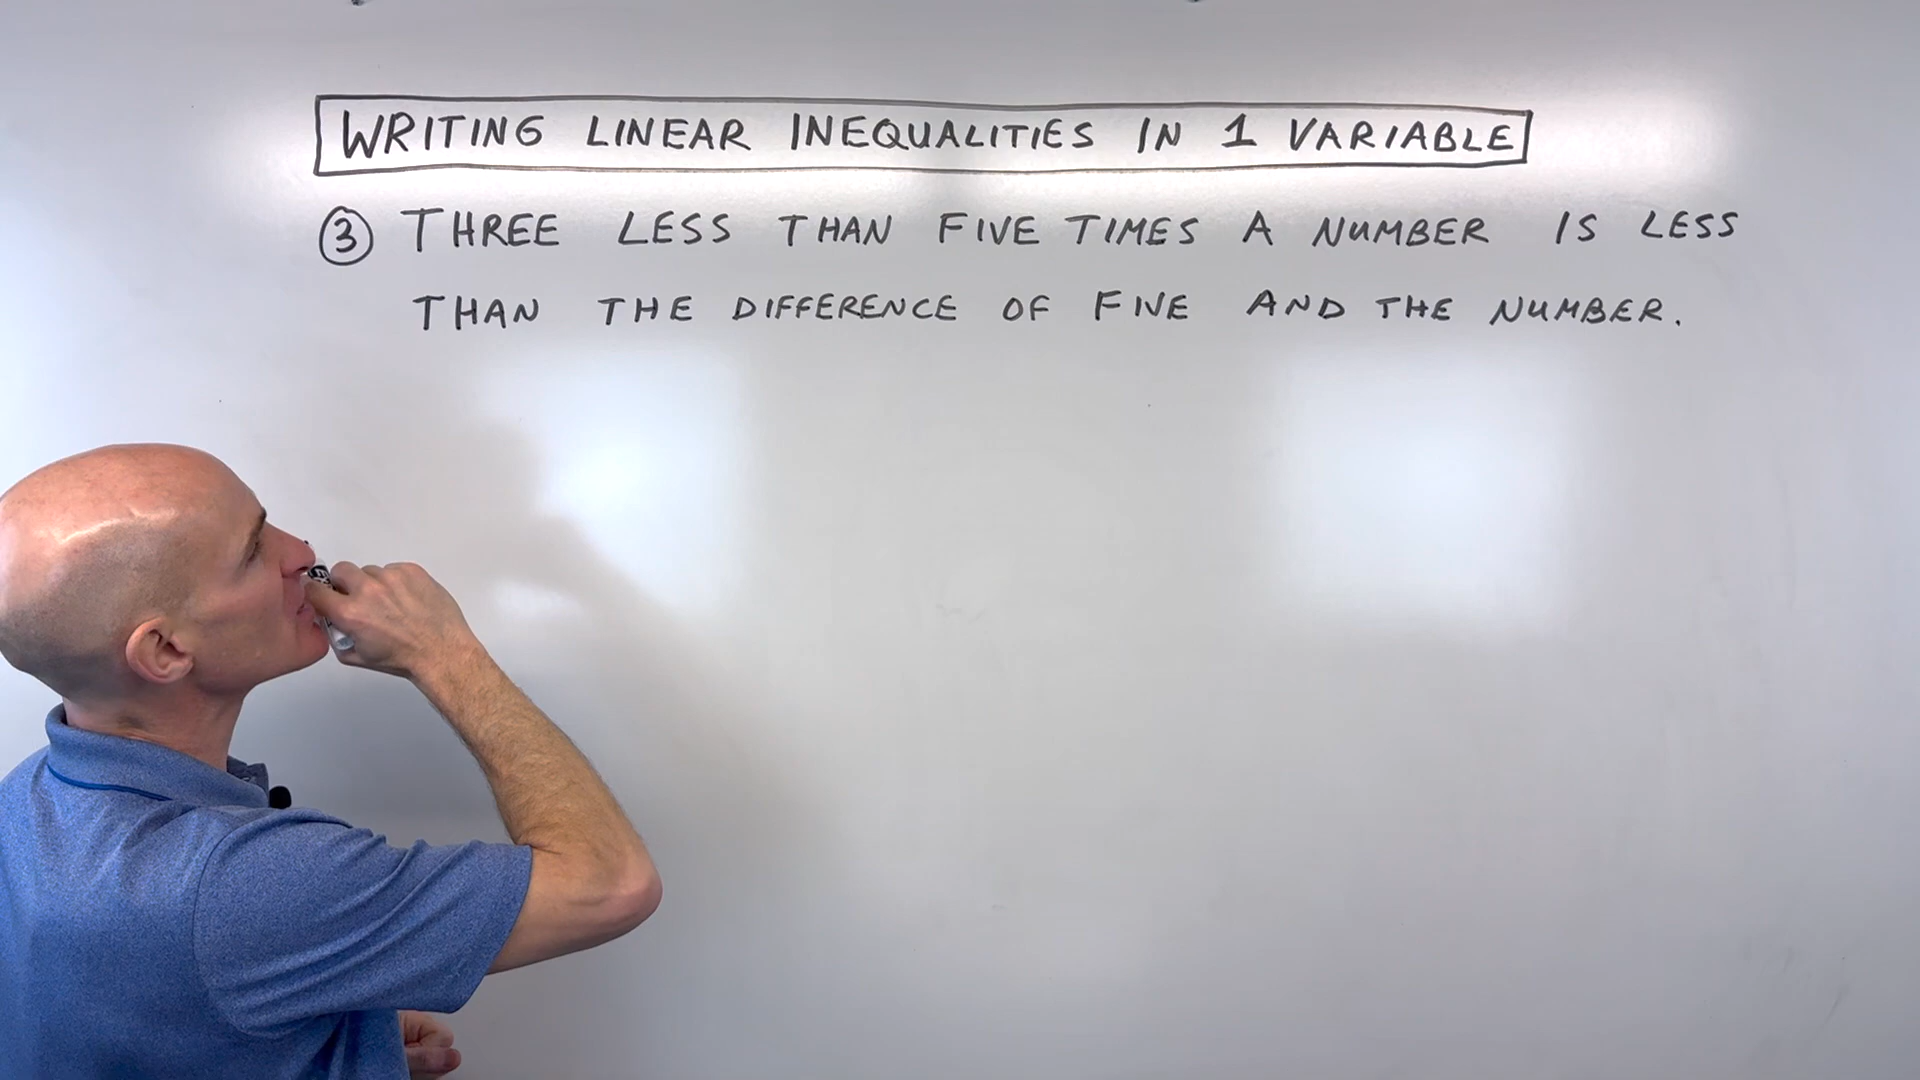 WRITING LINEAR INEQUALITIES IN 1 VARIABLE
③ THREE LESS THAN FIVE TIMES A NUMBER IS LESS
THAN THE DIFFERENCE OF FIVE AND THE NUMBER.